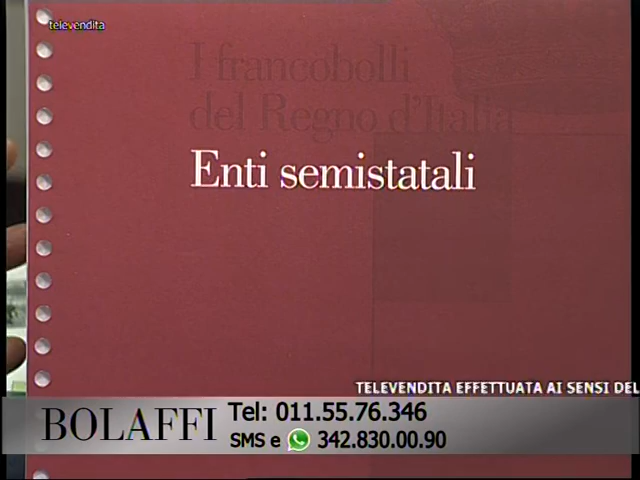 televendita
I francobolli
del Regno d'Italia
Enti semistatali
TELEVENDITA EFFETTUATA AI SENSI DEL
BOLAFFI
Tel: 011.55.76.346
SMS e 342.830.00.90